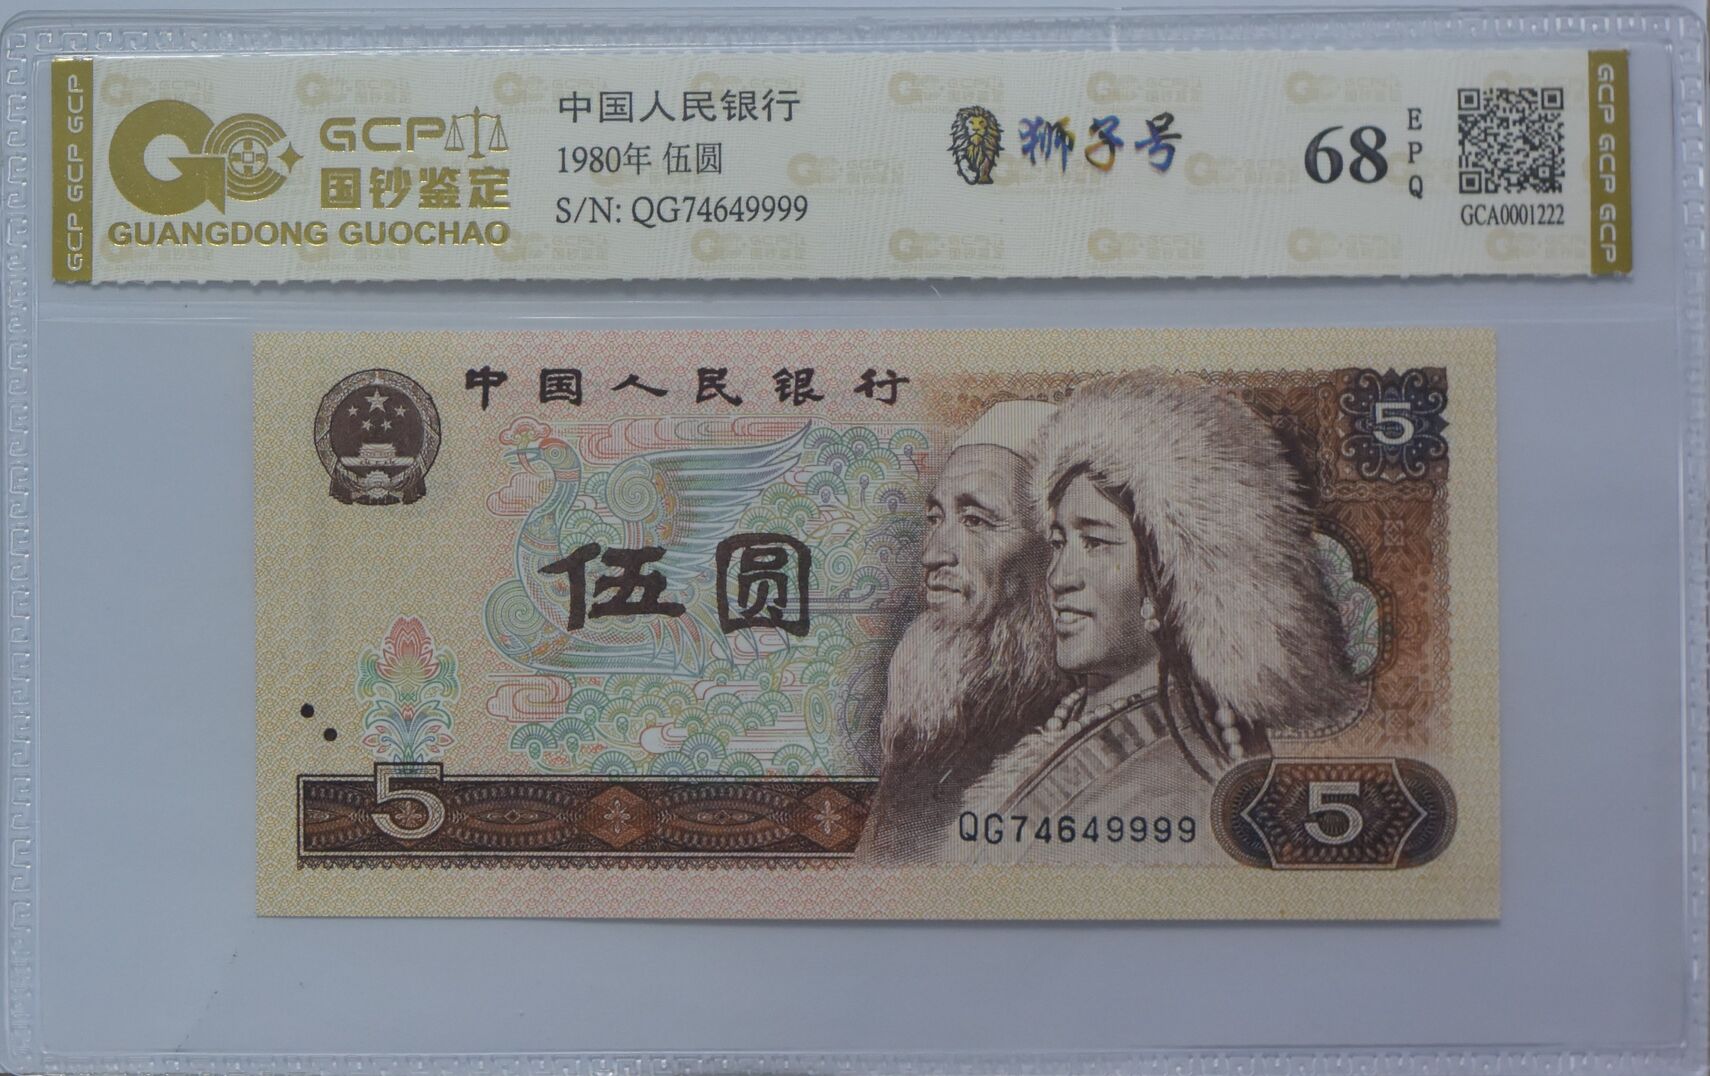 GCP GCP GCP
GCP
国钞鉴定
GUANGDONG GUOCHAO
中国人民银行
1980年 伍圆
S/N: QG74649999
狮子号
68
EPQ
GCA0001222
GCP GCP GCP
中国人民银行
5
伍圆
5
QG74649999
5